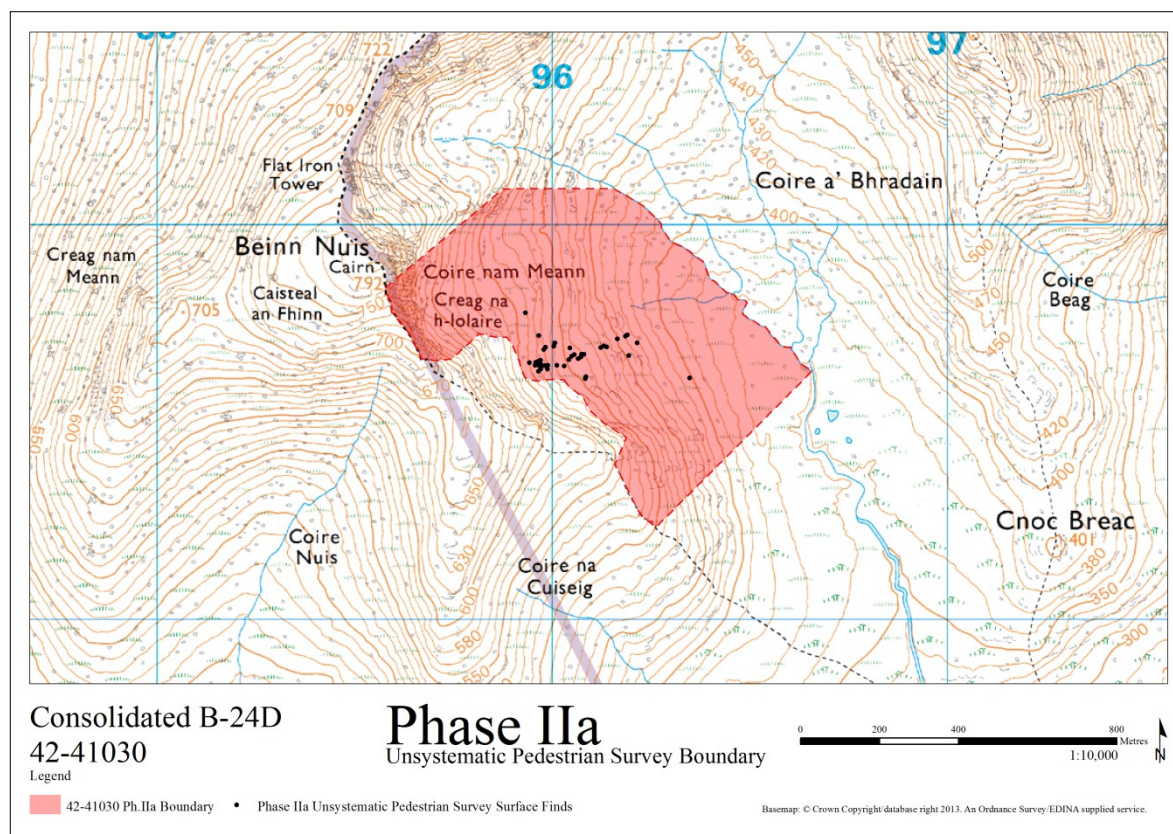 722
96
97
450
440
709
430
420
Flat Iron
Tower
Coire a' Bhradain
400
Creag nam
Meann
Beinn Nuis
Cairn
792
Coire nam Meann
500
Coire
Beag
Caisteal
an Fhinn
705
Creag na
h-Iolaire
470
450
700
650
600
550
420
400
650
Coire
Nuis
630
600
Coire na
Cuiseig
Cnoc Breac
401
380
350
300
580
550
Consolidated B-24D
42-41030
Legend
42-41030 Ph.IIa Boundary
Phase IIa Unsystematic Pedestrian Survey Surface Finds
Phase IIa
Unsystematic Pedestrian Survey Boundary
0 200 400 800
Metres
1:10,000
N
Basemap: © Crown Copyright/database right 2013. An Ordnance Survey/EDINA supplied service.